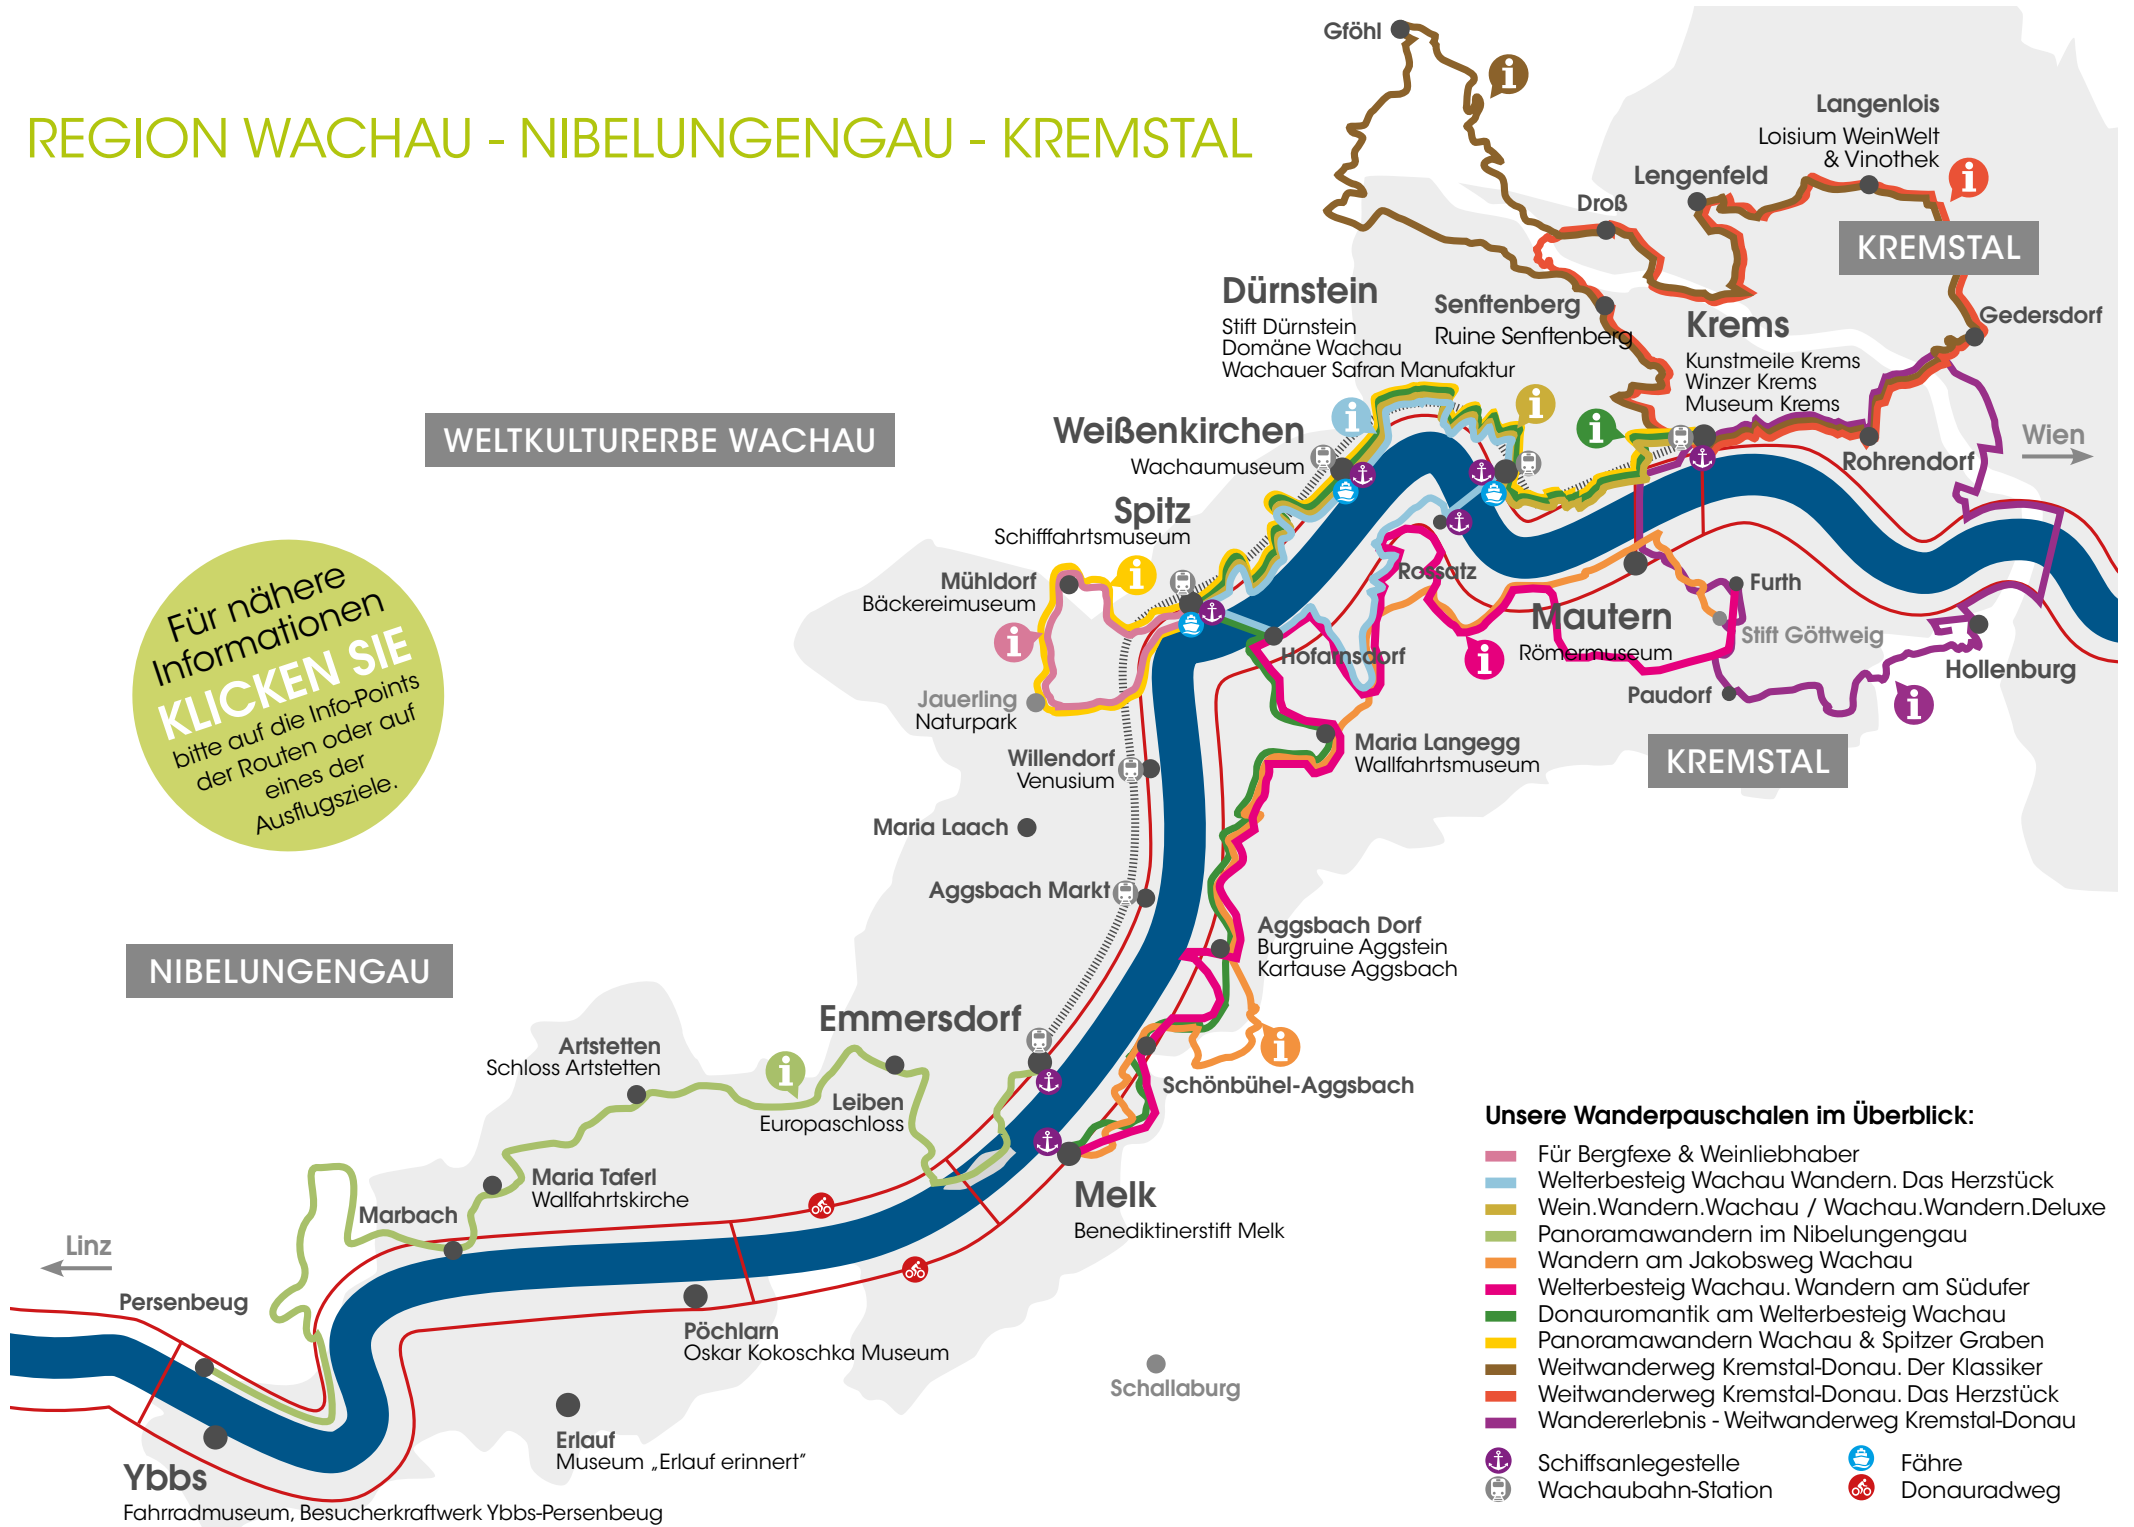 REGION WACHAU - NIBELUNGENGAU - KREMSTAL
Gföhl
Langenlois
Loisium WeinWelt
& Vinothek
Lengenfeld
Droß
KREMSTAL
Dürnstein
Stift Dürnstein
Domäne Wachau
Wachauer Safran Manufaktur
Senftenberg
Ruine Senftenberg
Krems
Kunstmeile Krems
Winzer Krems
Museum Krems
Gedersdorf
WELTKULTURERBE WACHAU
Weißenkirchen
Wachaumuseum
Wien
Rohrendorf
Spitz
Schifffahrtsmuseum
Mühldorf
Bäckereimuseum
Rossatz
Furth
Mautern
Römermuseum
Stift Göttweig
Hofarnsdorf
Hollenburg
Paudorf
Jauerling
Naturpark
Für nähere
Informationen
KLICKEN SIE
bitte auf die Info-Points
der Routen oder auf
eines der
Ausflugsziele.
Willendorf
Venusium
Maria Langegg
Wallfahrtsmuseum
KREMSTAL
Maria Laach
Aggsbach Markt
Aggsbach Dorf
Burgruine Aggstein
Kartause Aggsbach
NIBELUNGENGAU
Emmersdorf
Artstetten
Schloss Artstetten
Leiben
Europaschloss
Schönbühel-Aggsbach
Maria Taferl
Wallfahrtskirche
Marbach
Melk
Benediktinerstift Melk
Linz
Persenbeug
Pöchlarn
Oskar Kokoschka Museum
Schallaburg
Erlauf
Museum „Erlauf erinnert“
Ybbs
Fahrradmuseum, Besucherkraftwerk Ybbs-Persenbeug
Unsere Wanderpauschalen im Überblick:
Für Bergfexe & Weinliebhaber
Welterbesteig Wachau Wandern. Das Herzstück
Wein.Wandern.Wachau / Wachau.Wandern.Deluxe
Panoramawandern im Nibelungengau
Wandern am Jakobsweg Wachau
Welterbesteig Wachau. Wandern am Südufer
Donauromantik am Welterbesteig Wachau
Panoramawandern Wachau & Spitzer Graben
Weitwanderweg Kremstal-Donau. Der Klassiker
Weitwanderweg Kremstal-Donau. Das Herzstück
Wandererlebnis - Weitwanderweg Kremstal-Donau
Schiffsanlegestelle
Fähre
Wachaubahn-Station
Donauradweg